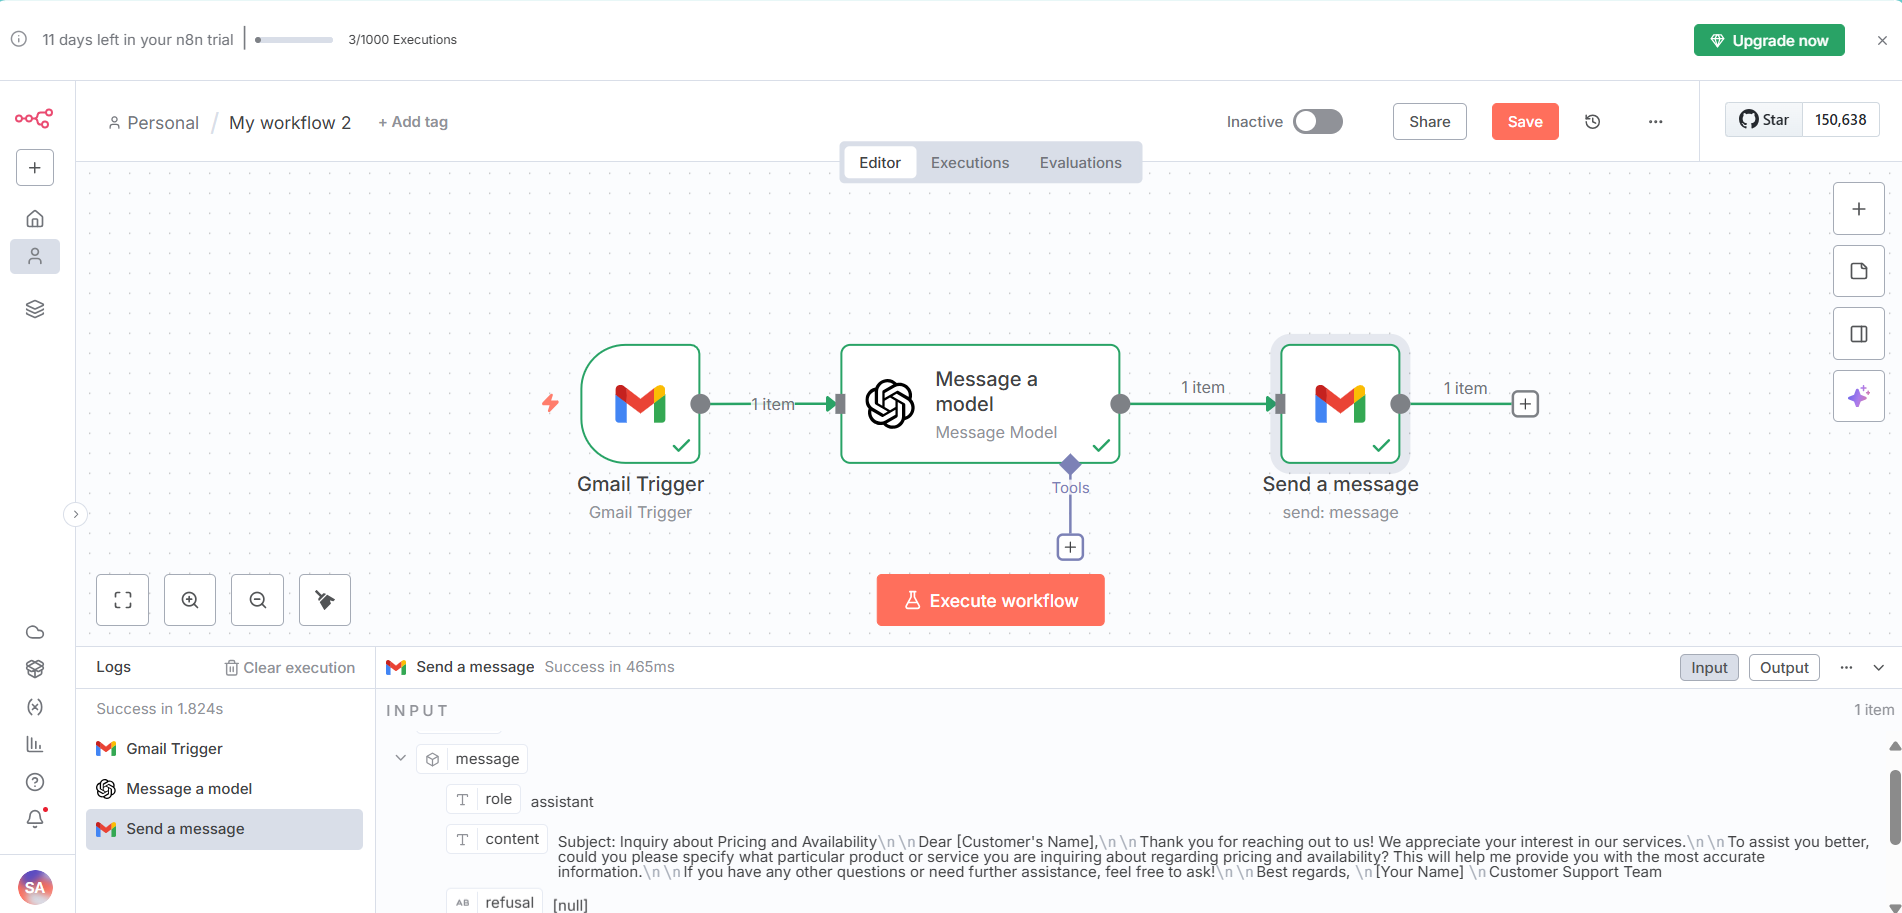 11 days left in your n8n trial
3/1000 Executions
Upgrade now
Personal / My workflow 2
+ Add tag
Inactive
Share
Save
Star
150,638
Editor
Executions
Evaluations
1 item
Message a
model
Message Model
1 item
1 item
Gmail Trigger
Gmail Trigger
Tools
Send a message
send: message
Execute workflow
Logs
Clear execution
Send a message
Success in 465ms
Input
Output
Success in 1.824s
INPUT
1 item
Gmail Trigger
Message a model
Send a message
message
T role assistant
T content
Subject: Inquiry about Pricing and Availability\n\nDear [Customer's Name],\n\nThank you for reaching out to us! We appreciate your interest in our services.\n\nTo assist you better,
could you please specify what particular product or service you are inquiring about regarding pricing and availability? This will help me provide you with the most accurate
information.\n\nIf you have any other questions or need further assistance, feel free to ask!\n\nBest regards, \n[Your Name] \nCustomer Support Team
AB refusal [null]
SA